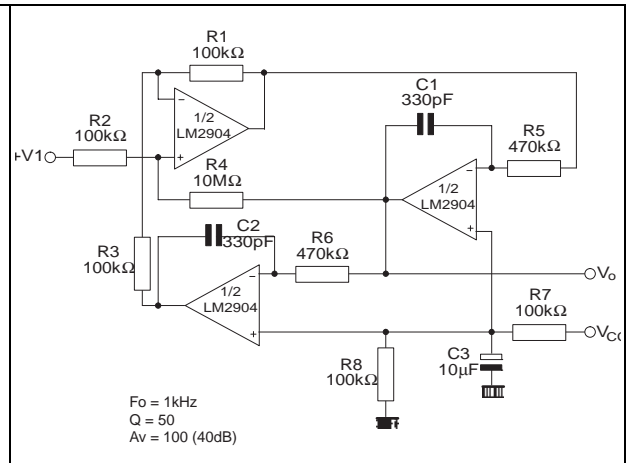 R1
100kΩ
C1
330pF
R2
100kΩ
-
1/2
LM2904
+
R5
470kΩ
+V1
R4
10MΩ
-
1/2
LM2904
+
C2
330pF
R3
100kΩ
R6
470kΩ
-
1/2
LM2904
+
Vo
R7
100kΩ
VCC
R8
100kΩ
C3
10µF
Fo = 1kHz
Q = 50
Av = 100 (40dB)